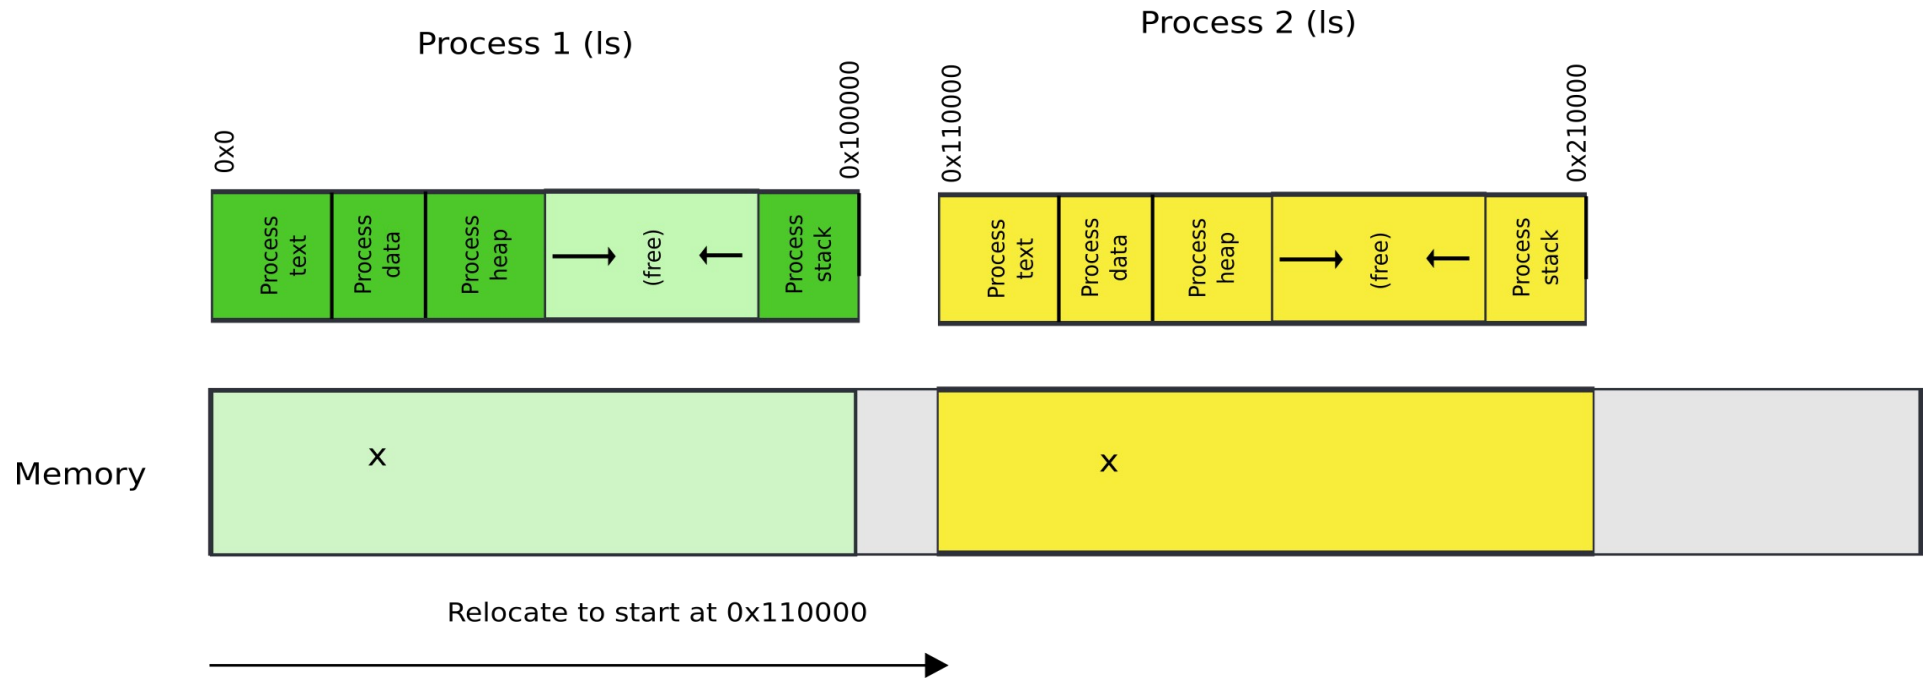 Process 1 (ls)
Process 2 (ls)
0x0
0x100000
0x110000
0x210000
Process
text
Process
data
Process
heap
(free)
Process
stack
Process
text
Process
data
Process
heap
(free)
Process
stack
Memory
x
x
Relocate to start at 0x110000